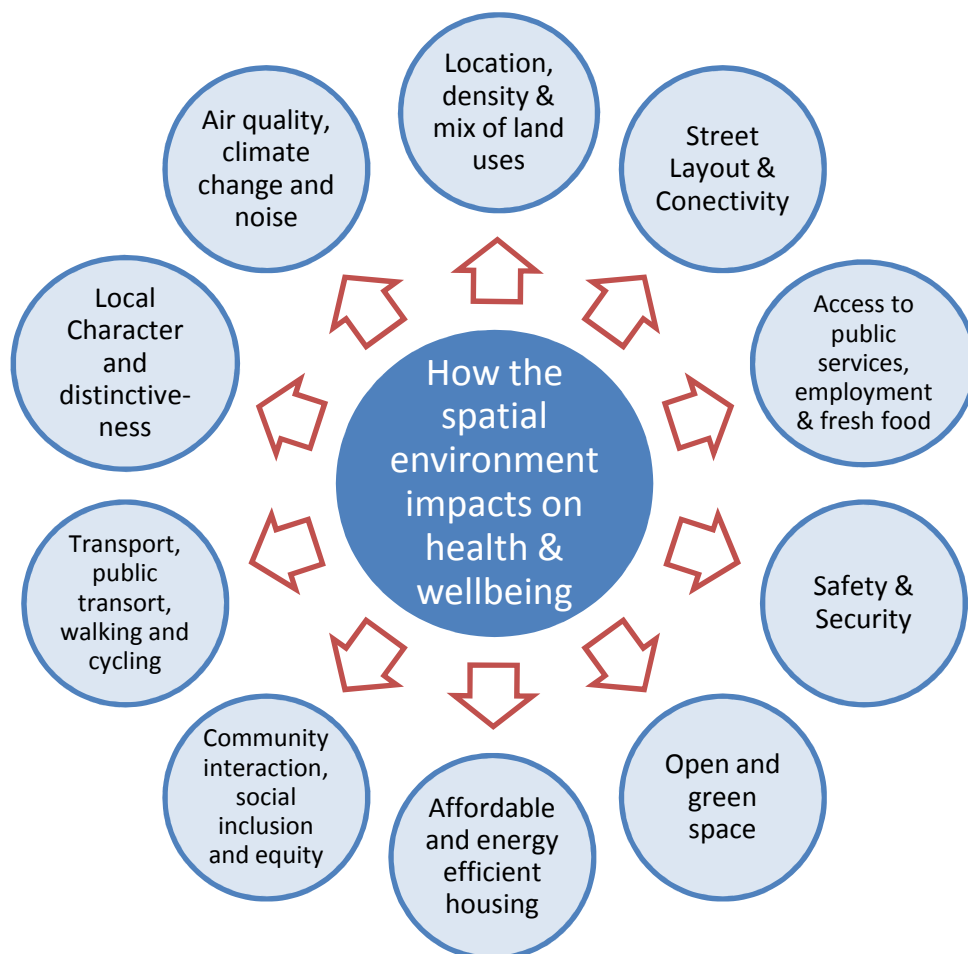 Location,
density &
mix of land
uses
Street
Layout &
Conectivity
Access to
public
services,
employment
& fresh food
Safety &
Security
Open and
green
space
Affordable
and energy
efficient
housing
Community
interaction,
social
inclusion
and equity
Transport,
public
transort,
walking and
cycling
Local
Character
and
distinctive-
ness
Air quality,
climate
change and
noise
How the
spatial
environment
impacts on
health &
wellbeing